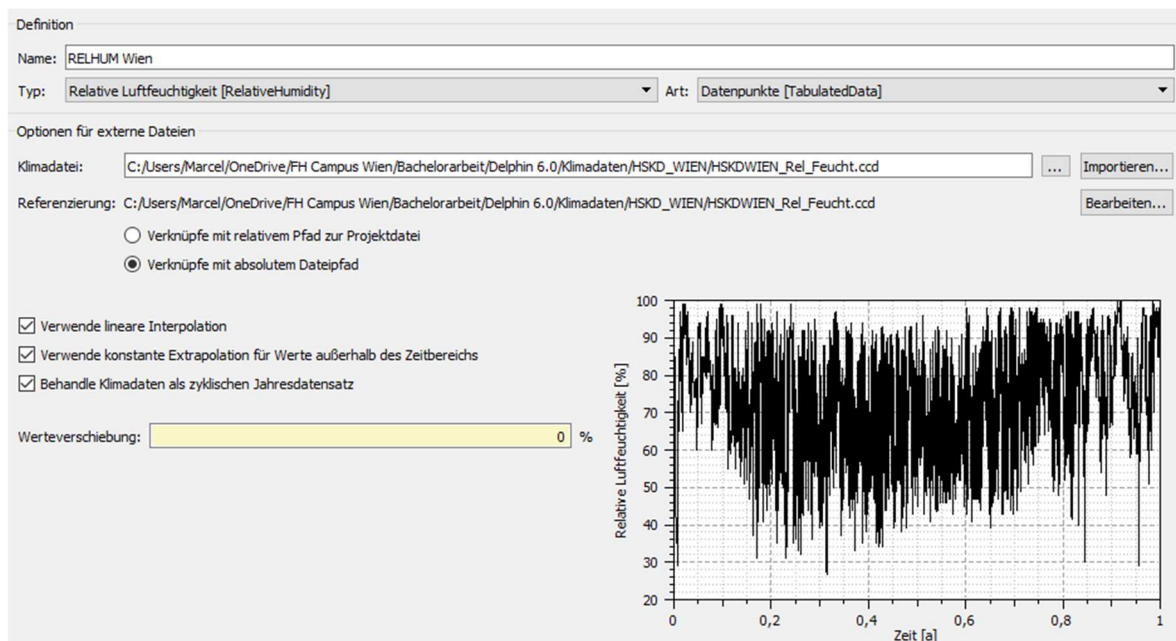 Definition
Name: RELHUM Wien
Typ: Relative Luftfeuchtigkeit [RelativeHumidity] Art: Datenpunkte [TabulatedData]
Optionen für externe Dateien
Klimadatei: C:/Users/Marcel/OneDrive/FH Campus Wien/Bachelorarbeit/Delphin 6.0/Klimadaten/HSKD_WIEN/HSKDWIEN_Rel_Feucht.ccd ... Importieren...
Referenzierung: C:/Users/Marcel/OneDrive/FH Campus Wien/Bachelorarbeit/Delphin 6.0/Klimadaten/HSKD_WIEN/HSKDWIEN_Rel_Feucht.ccd Bearbeiten...
Verknüpfe mit relativem Pfad zur Projektdatei
Verknüpfe mit absolutem Dateipfad
Verwende lineare Interpolation
Verwende konstante Extrapolation für Werte außerhalb des Zeitbereichs
Behandle Klimadaten als zyklischen Jahresdatensatz
Werteverschiebung: 0 %
Relative Luftfeuchtigkeit [%]
100
90
80
70
60
50
40
30
20
0 0,2 0,4 0,6 0,8 1
Zeit [a]